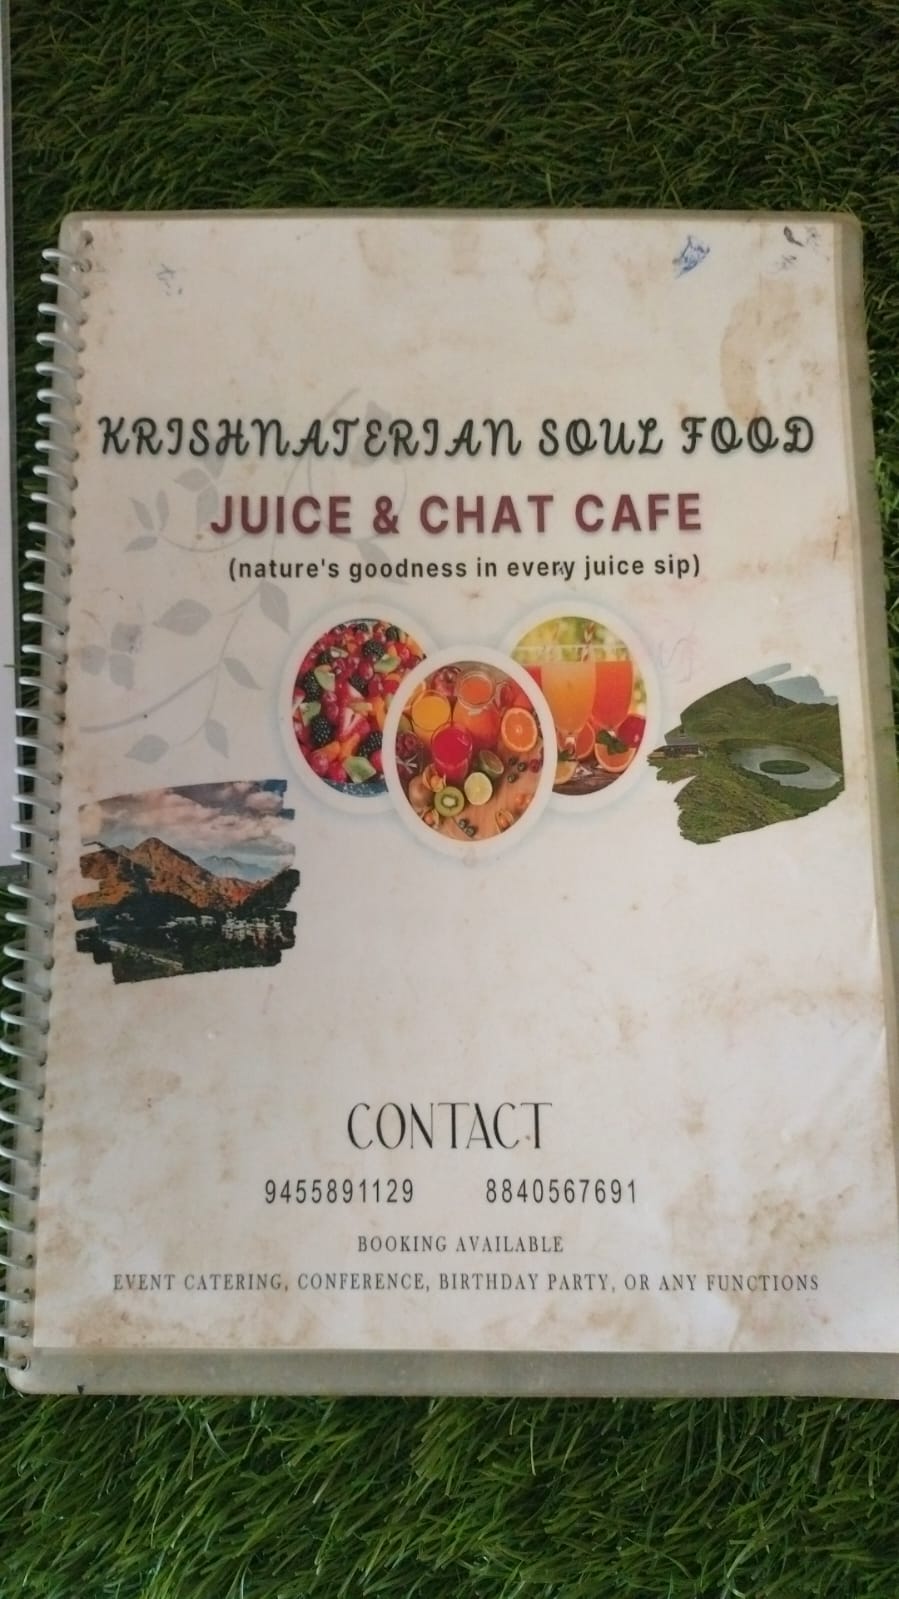 KRISHNATERIAN SOUL FOOD
JUICE & CHAT CAFE
(nature's goodness in every juice sip)
CONTACT
9455891129 8840567691
BOOKING AVAILABLE
EVENT CATERING, CONFERENCE, BIRTHDAY PARTY, OR ANY FUNCTIONS